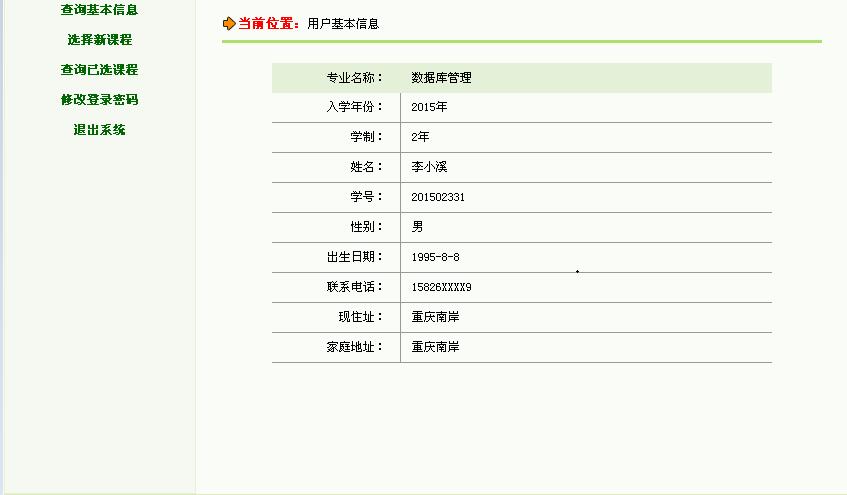 查询基本信息
选择新课程
查询已选课程
修改登录密码
退出系统
当前位置：用户基本信息
专业名称： 数据库管理
入学年份： 2015年
学制： 2年
姓名： 李小溪
学号： 201502331
性别： 男
出生日期： 1995-8-8
联系电话： 15826XXXX9
现住址： 重庆南岸
家庭地址： 重庆南岸